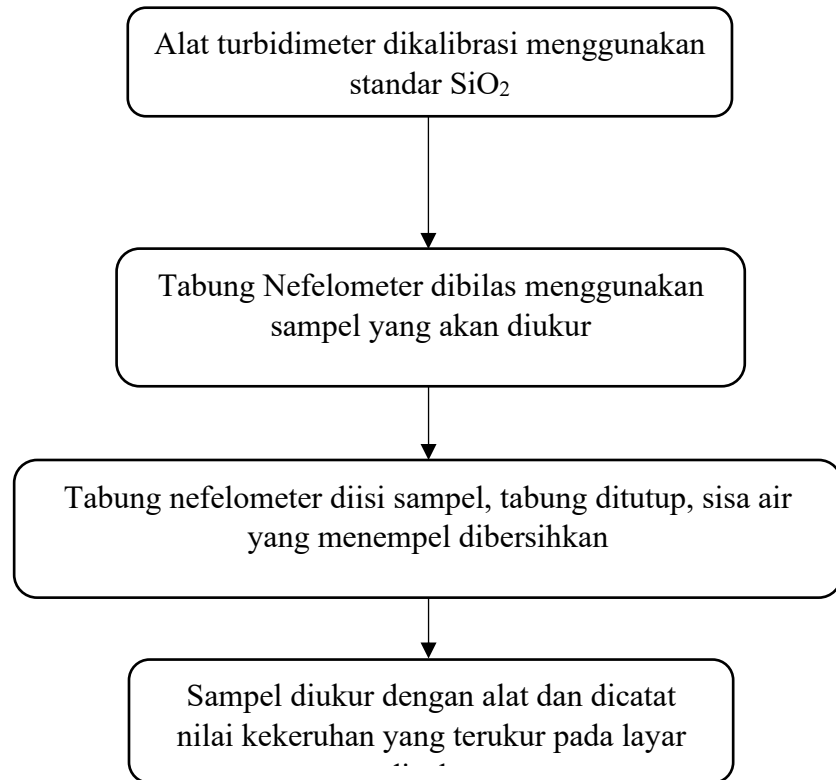 Alat turbidimeter dikalibrasi menggunakan
standar SiO₂
Tabung Nefelometer dibilas menggunakan
sampel yang akan diukur
Tabung nefelometer diisi sampel, tabung ditutup, sisa air
yang menempel dibersihkan
Sampel diukur dengan alat dan dicatat
nilai kekeruhan yang terukur pada layar